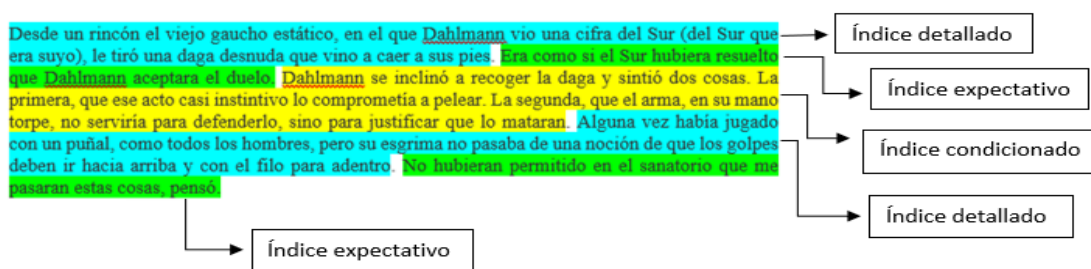 Desde un rincón el viejo gaucho estático, en el que Dahlmann vio una cifra del Sur (del Sur que
era suyo), le tiró una daga desnuda que vino a caer a sus pies. Era como si el Sur hubiera resuelto
que Dahlmann aceptara el duelo. Dahlmann se inclinó a recoger la daga y sintió dos cosas. La
primera, que ese acto casi instintivo lo comprometía a pelear. La segunda, que el arma, en su mano
torpe, no serviría para defenderlo, sino para justificar que lo mataran. Alguna vez había jugado
con un puñal, como todos los hombres, pero su esgrima no pasaba de una noción de que los golpes
deben ir hacia arriba y con el filo para adentro. No hubieran permitido en el sanatorio que me
pasaran estas cosas, pensó.
Índice detallado
Índice expectativo
Índice condicionado
Índice detallado
Índice expectativo